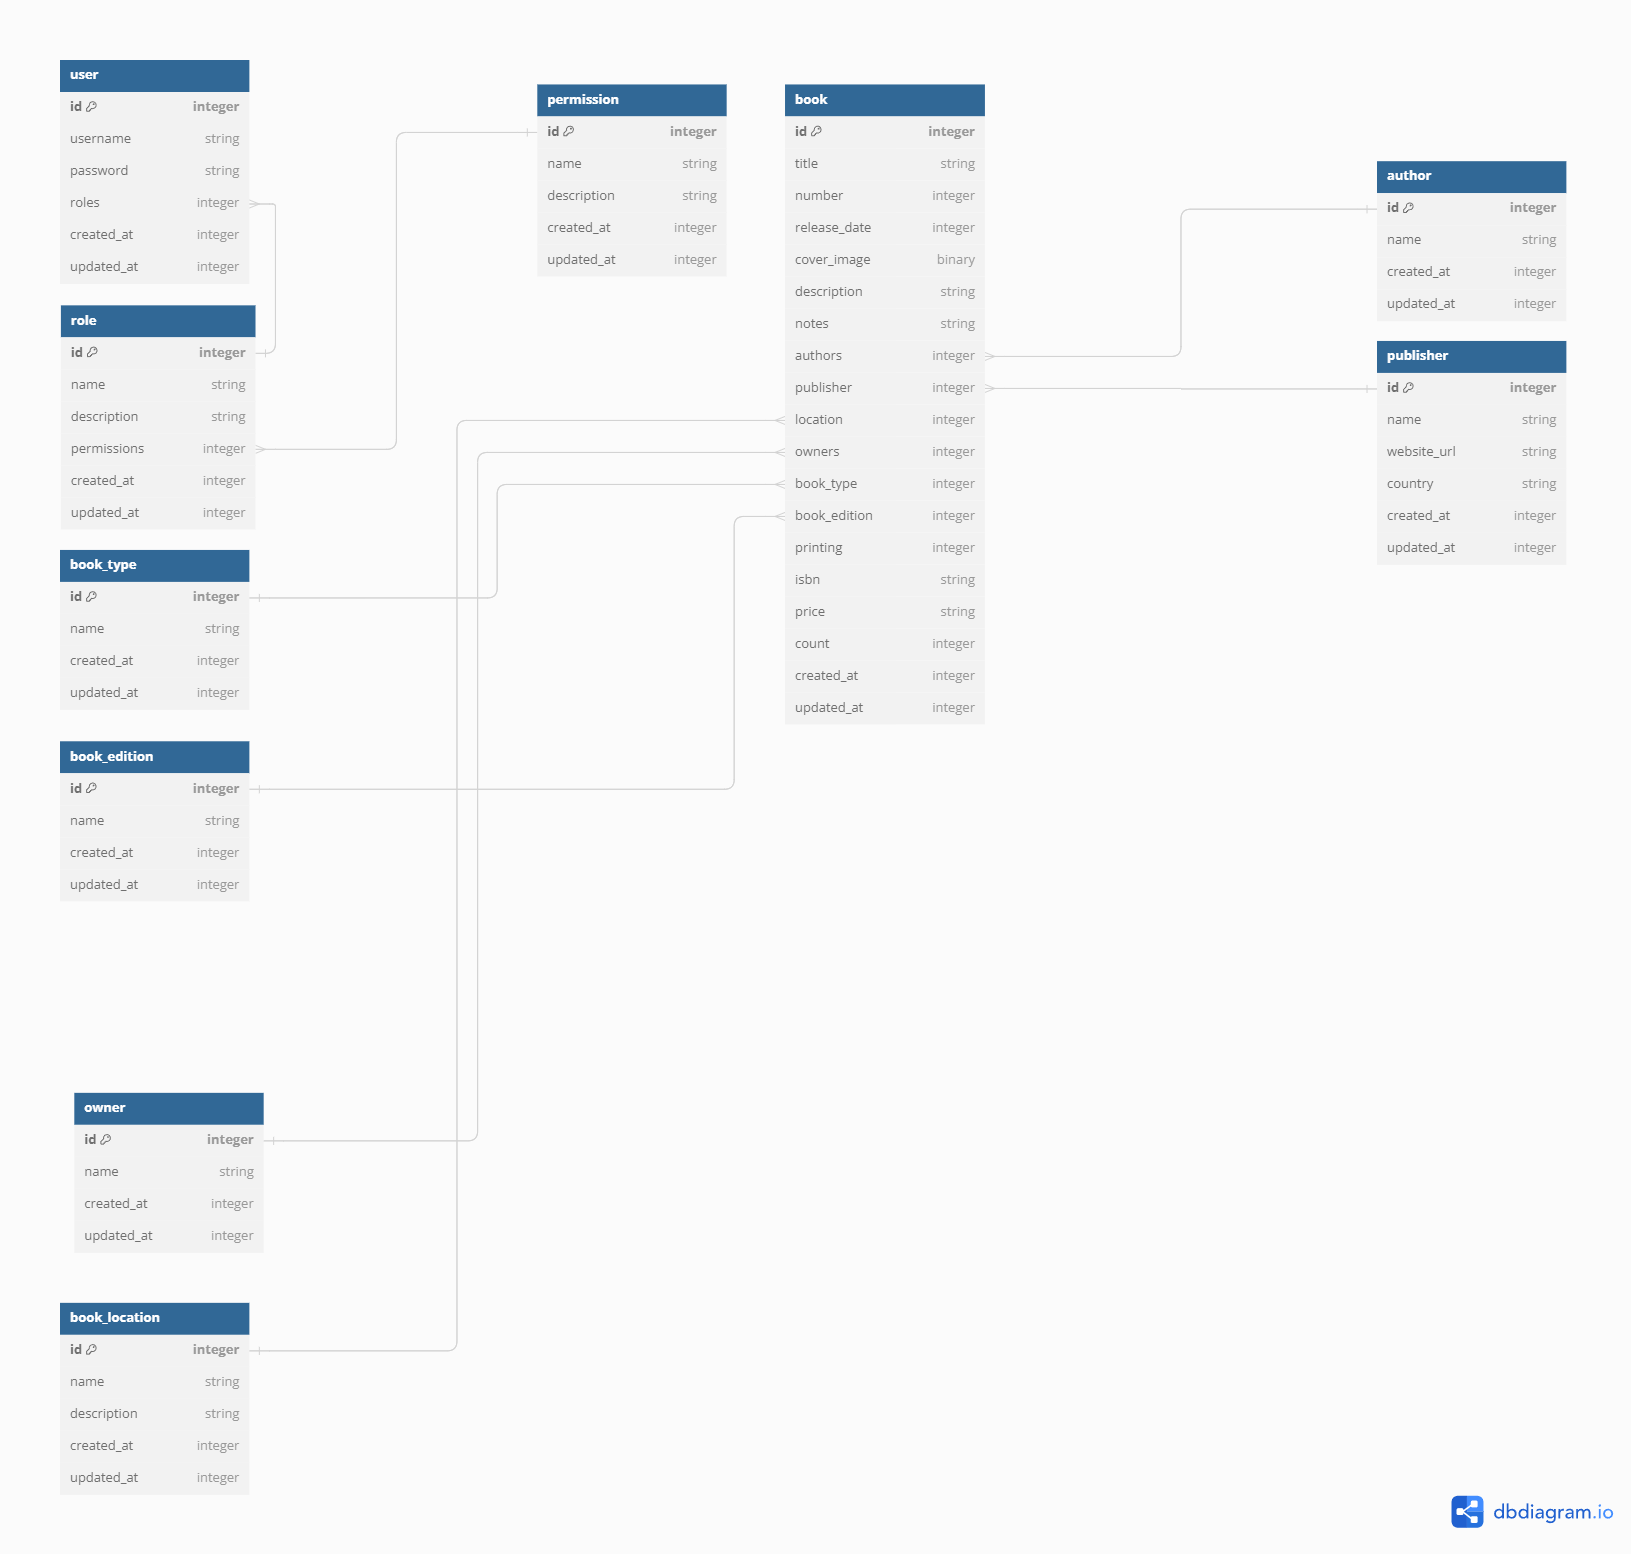 user
id integer
username string
password string
roles integer
created_at integer
updated_at integer
role
id integer
name string
description string
permissions integer
created_at integer
updated_at integer
book_type
id integer
name string
created_at integer
updated_at integer
book_edition
id integer
name string
created_at integer
updated_at integer
owner
id integer
name string
created_at integer
updated_at integer
book_location
id integer
name string
description string
created_at integer
updated_at integer
permission
id integer
name string
description string
created_at integer
updated_at integer
book
id integer
title string
number integer
release_date integer
cover_image binary
description string
notes string
authors integer
publisher integer
location integer
owners integer
book_type integer
book_edition integer
printing integer
isbn string
price string
count integer
created_at integer
updated_at integer
author
id integer
name string
created_at integer
updated_at integer
publisher
id integer
name string
website_url string
country string
created_at integer
updated_at integer
dbdiagram.io